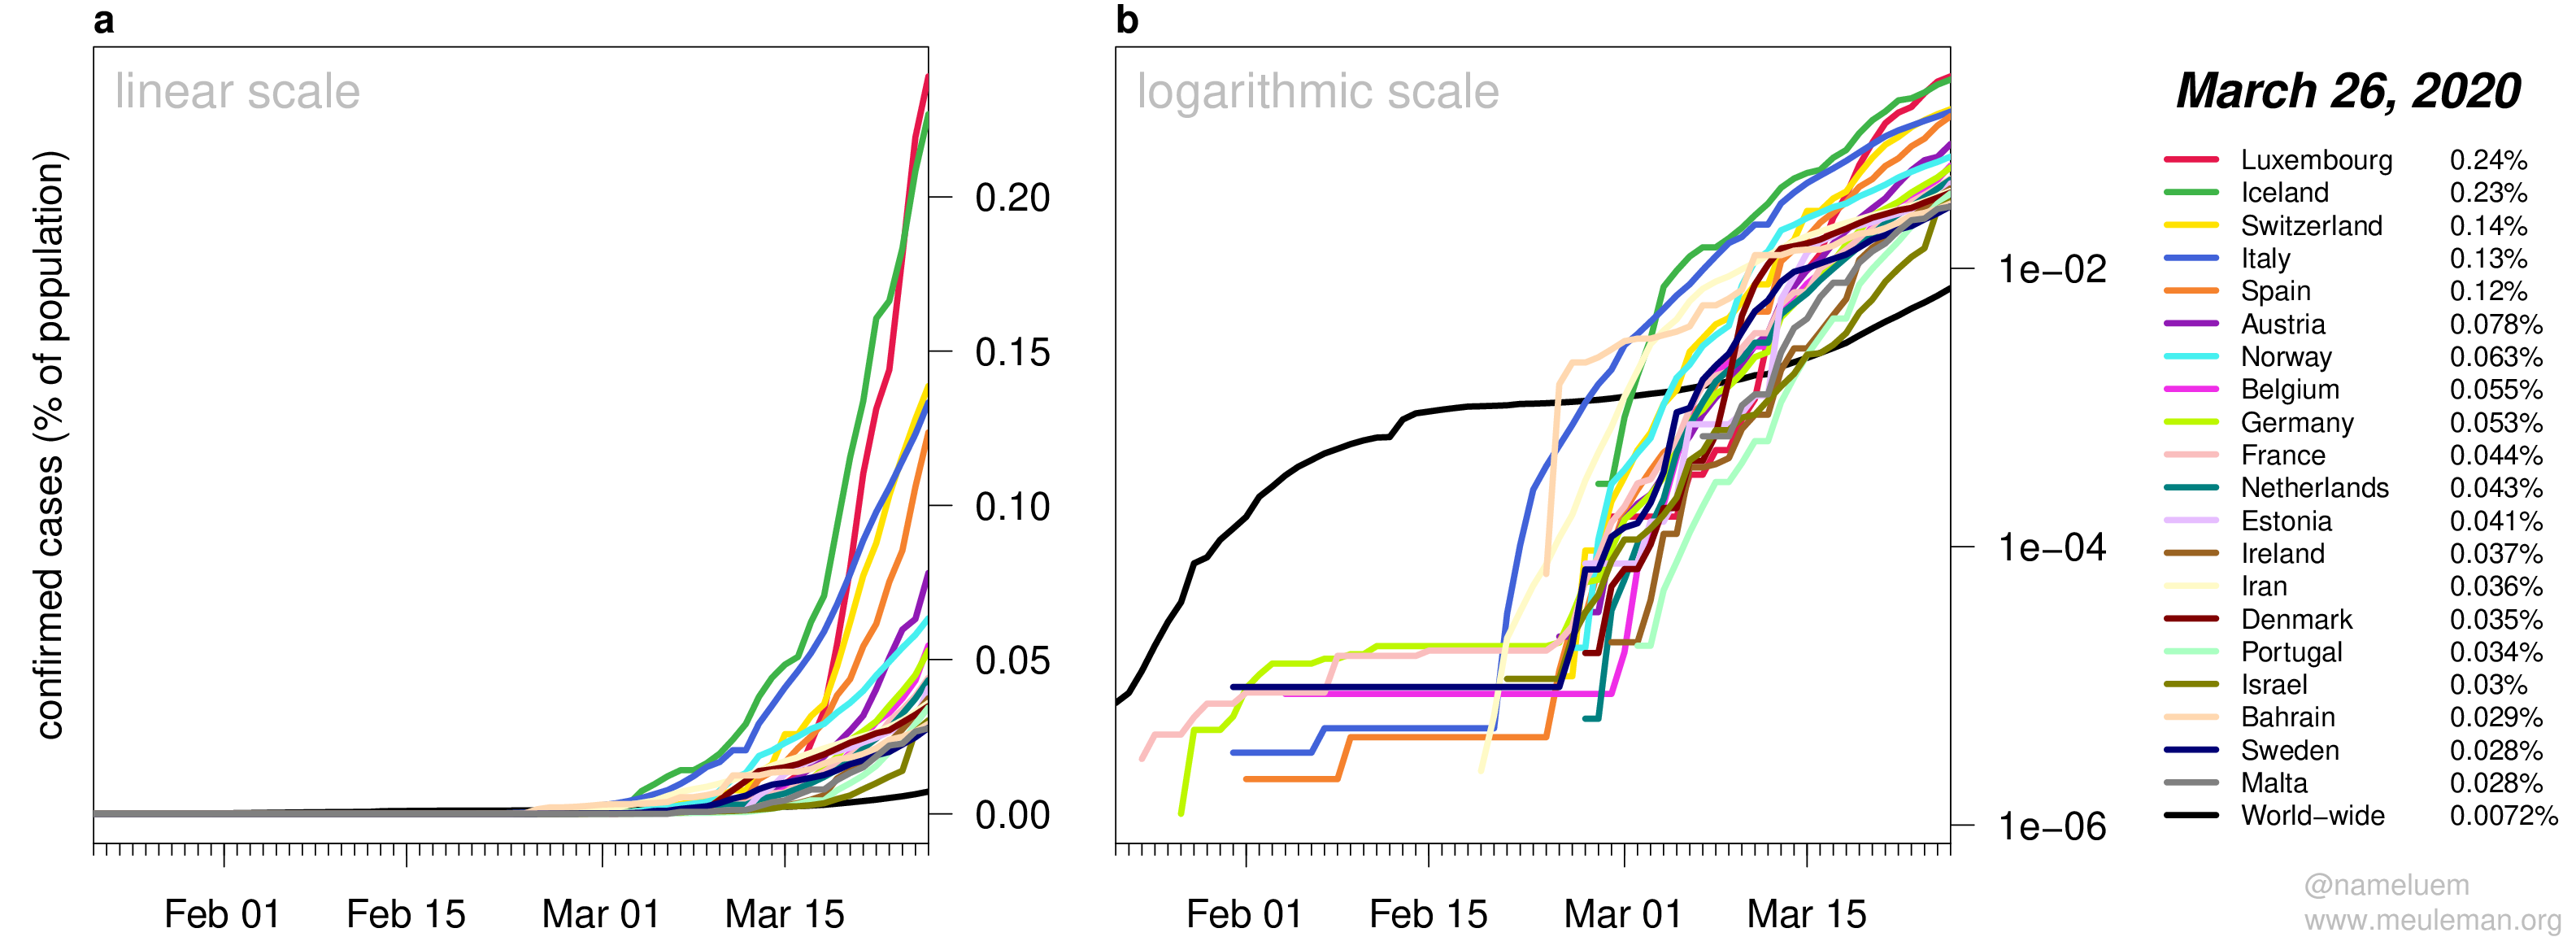 a
linear scale
confirmed cases (% of population)
0.20
0.15
0.10
0.05
0.00
Feb 01 Feb 15 Mar 01 Mar 15
b
logarithmic scale
1e−02
1e−04
1e−06
Feb 01 Feb 15 Mar 01 Mar 15
March 26, 2020
Luxembourg 0.24%
Iceland 0.23%
Switzerland 0.14%
Italy 0.13%
Spain 0.12%
Austria 0.078%
Norway 0.063%
Belgium 0.055%
Germany 0.053%
France 0.044%
Netherlands 0.043%
Estonia 0.041%
Ireland 0.037%
Iran 0.036%
Denmark 0.035%
Portugal 0.034%
Israel 0.03%
Bahrain 0.029%
Sweden 0.028%
Malta 0.028%
World−wide 0.0072%
@nameluem
www.meuleman.org